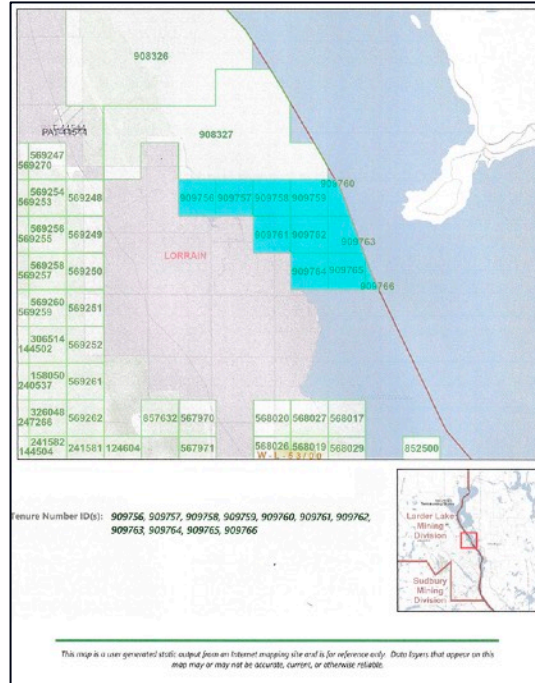 908326
908327
569247
569270
909760
569254
569253
569248
909756 909757 909758 909759
569256
569255
569249
909761 909762
909763
569258
569257
569250
LORRAIN
909764 909765
909766
569260
569259
569251
306514
144502
569252
158050
240537
569261
326048
247266
569262
857632 567970
568020 568027 568017
241582
144504
241581 124604
567971
568026 568019 568029
852500
Tenure Number ID(s): 909756, 909757, 909758, 909759, 909760, 909761, 909762,
909763, 909764, 909765, 909766
Larder Lake
Mining
Division
Sudbury
Mining
Division
This map is a user generated static output from an Internet mapping site and is for reference only. Data layers that appear on this
map may or may not be accurate, current, or otherwise reliable.